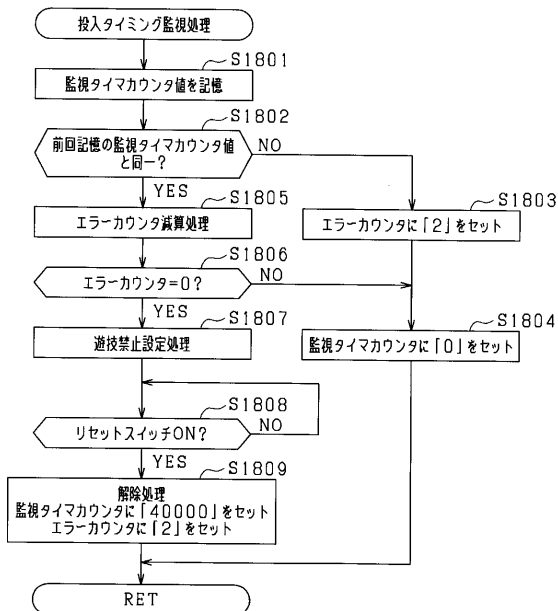 投入タイミング監視処理
S1801
監視タイマカウンタ値を記憶
S1802
前回記憶の監視タイマカウンタ値
と同一?
NO
YES
S1805
エラーカウンタ減算処理
S1803
エラーカウンタに「2」をセット
S1806
エラーカウンタ=0?
NO
YES
S1807
遊技禁止設定処理
S1804
監視タイマカウンタに「0」をセット
S1808
リセットスイッチON?
NO
YES
S1809
解除処理
監視タイマカウンタに「40000」をセット
エラーカウンタに「2」をセット
RET